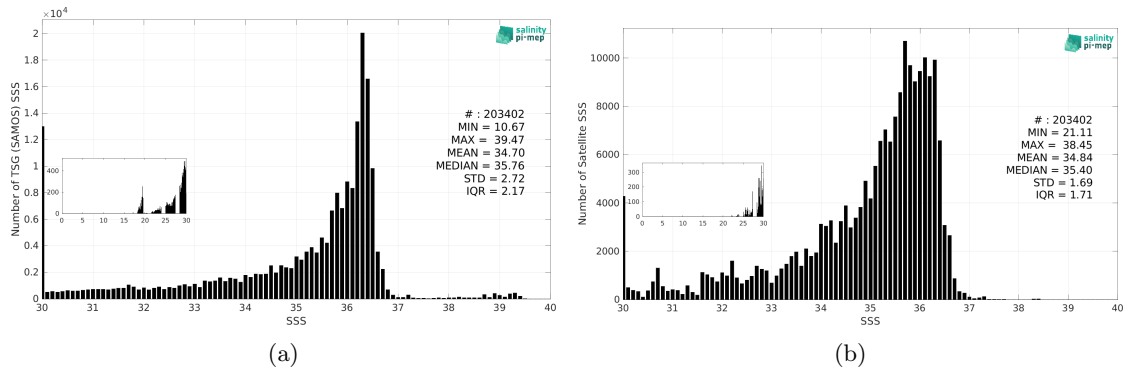 ×10⁴
2
1.8
1.6
1.4
1.2
1
0.8
0.6
0.4
0.2
0
Number of TSG (SAMOS) SSS
salinity
pi-mep
# : 203402
MIN = 10.67
MAX = 39.47
MEAN = 34.70
MEDIAN = 35.76
STD = 2.72
IQR = 2.17
400
200
0
0 5 10 15 20 25 30
30 31 32 33 34 35 36 37 38 39 40
SSS
(a)
10000
8000
6000
4000
2000
0
Number of Satellite SSS
salinity
pi-mep
# : 203402
MIN = 21.11
MAX = 38.45
MEAN = 34.84
MEDIAN = 35.40
STD = 1.69
IQR = 1.71
300
200
100
0
0 5 10 15 20 25 30
30 31 32 33 34 35 36 37 38 39 40
SSS
(b)